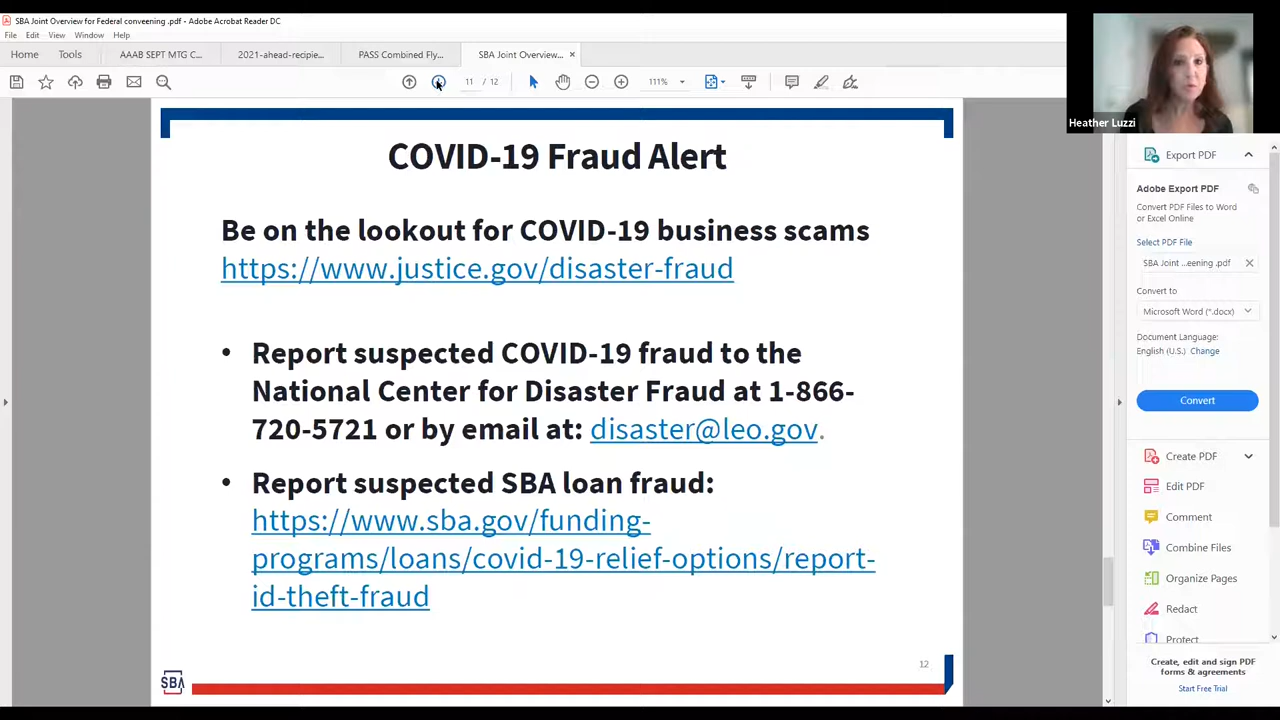 SBA Joint Overview for Federal conveening .pdf - Adobe Acrobat Reader DC
File Edit View Window Help
Home Tools AAAB SEPT MTG C... 2021-ahead-recipie... PASS Combined Fly... SBA Joint Overview... ×
11 / 12 111%
Heather Luzzi
COVID-19 Fraud Alert
Be on the lookout for COVID-19 business scams
https://www.justice.gov/disaster-fraud
• Report suspected COVID-19 fraud to the
National Center for Disaster Fraud at 1-866-
720-5721 or by email at: disaster@leo.gov.
• Report suspected SBA loan fraud:
https://www.sba.gov/funding-
programs/loans/covid-19-relief-options/report-
id-theft-fraud
12
SBA
Export PDF
Adobe Export PDF
Convert PDF Files to Word
or Excel Online
Select PDF File
SBA Joint ...eening .pdf
Convert to
Microsoft Word (*.docx)
Document Language:
English (U.S.) Change
Convert
Create PDF
Edit PDF
Comment
Combine Files
Organize Pages
Redact
Protect
Create, edit and sign PDF
forms & agreements
Start Free Trial